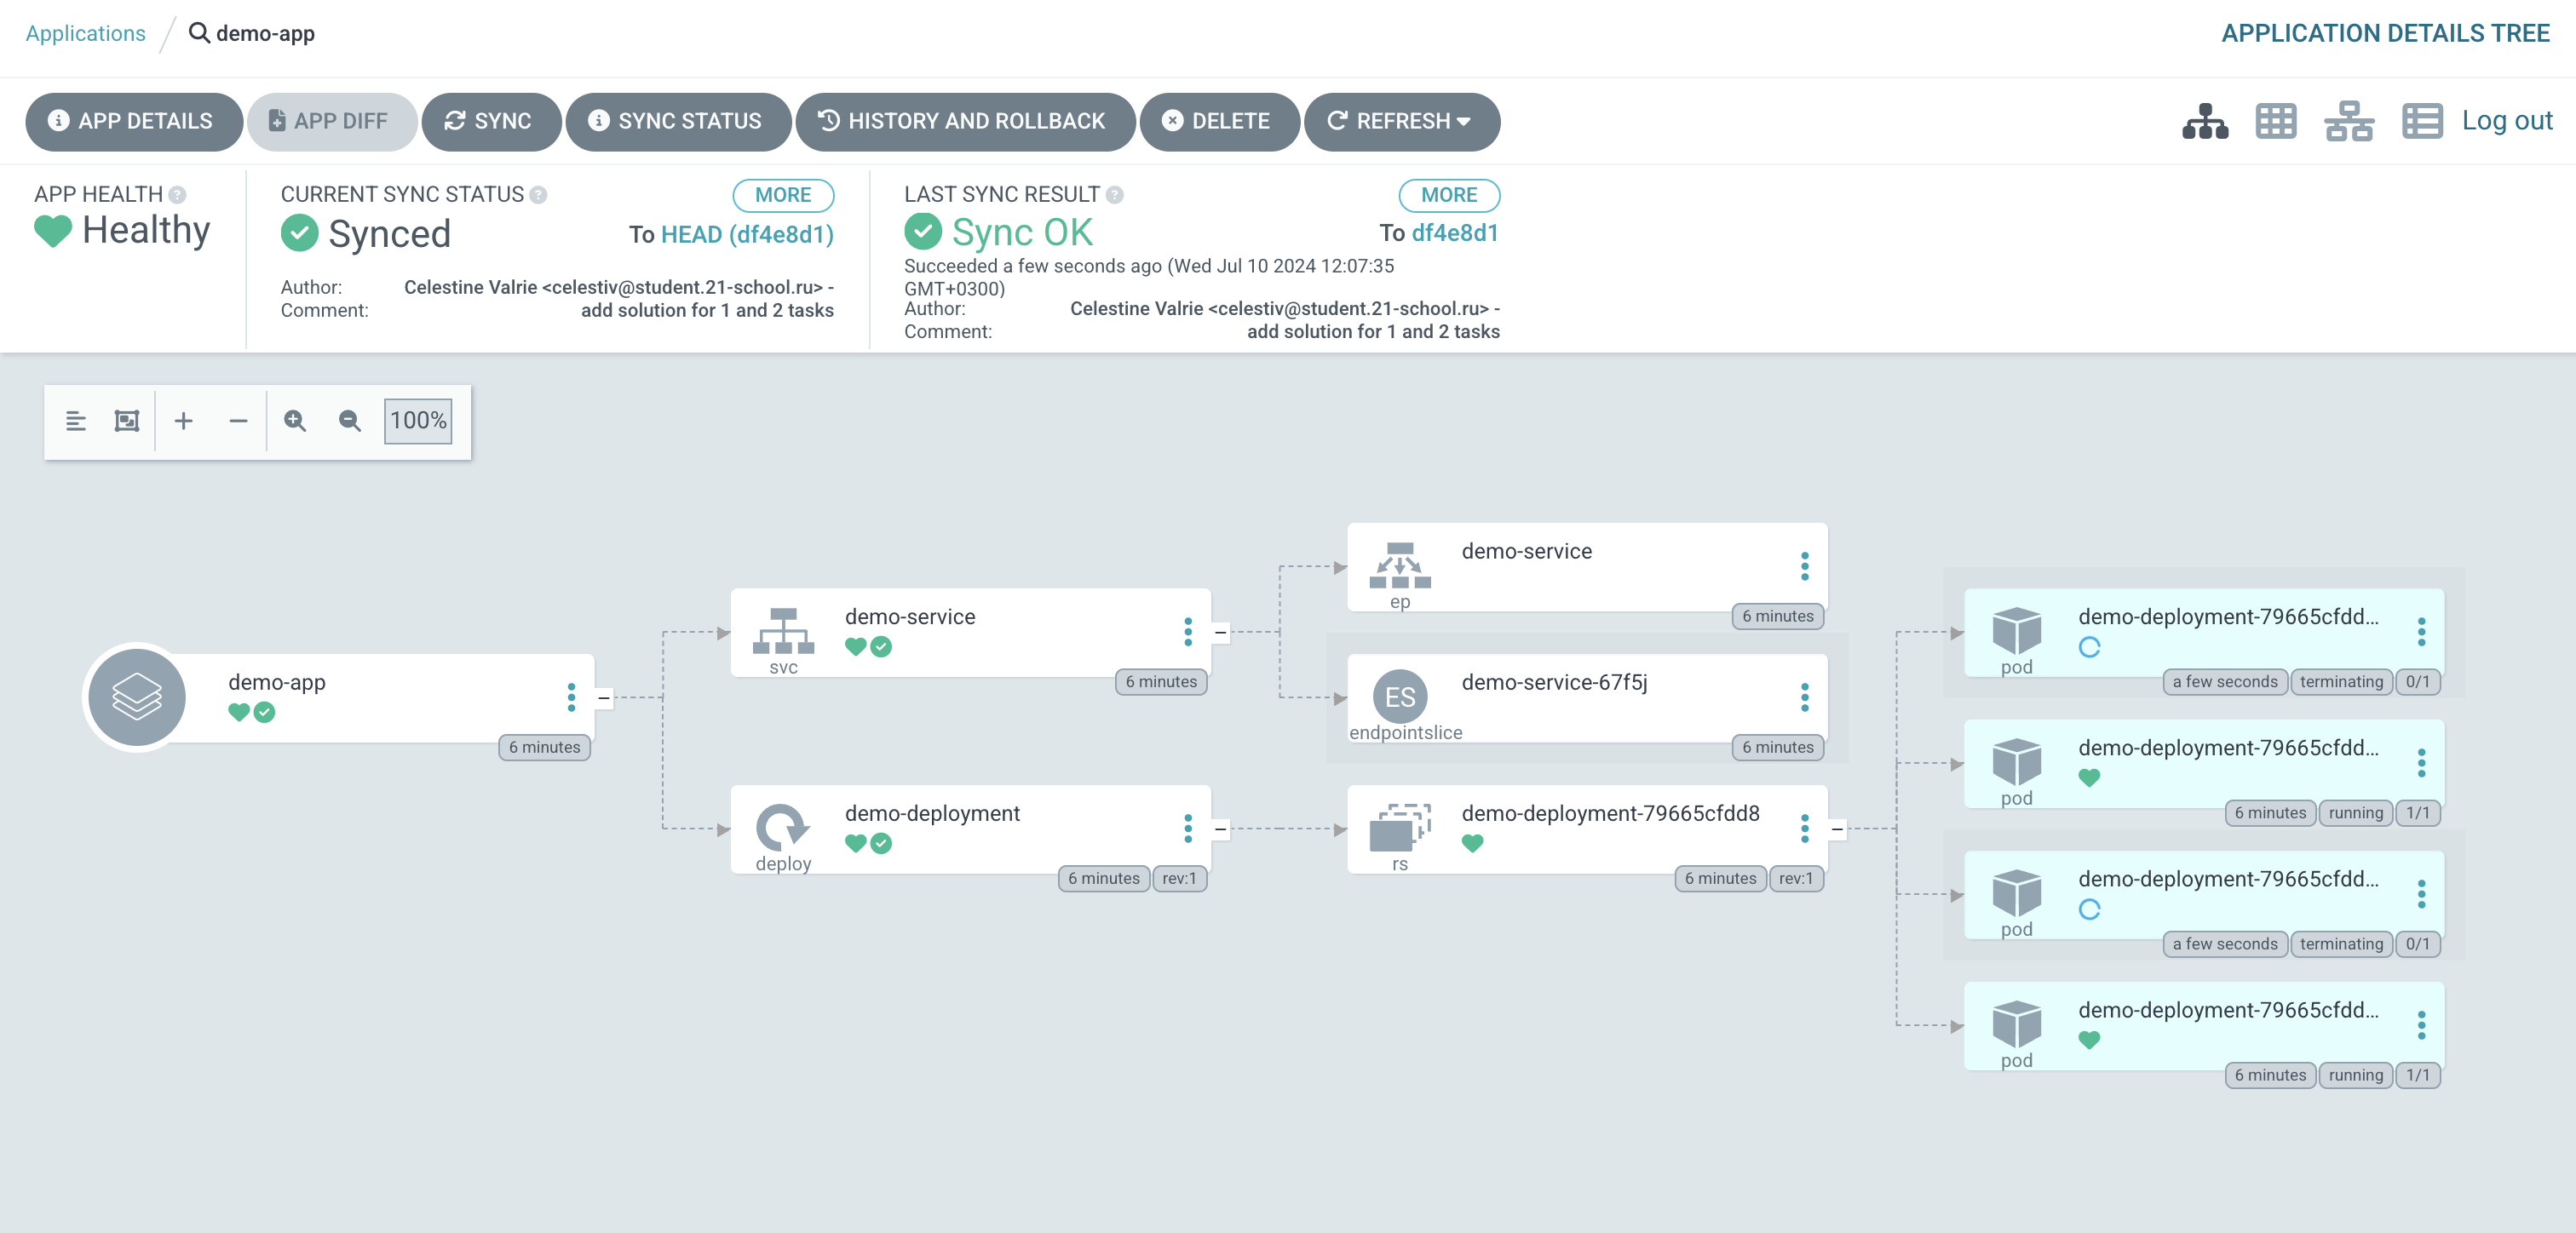 Applications / demo-app
APPLICATION DETAILS TREE
APP DETAILS
APP DIFF
SYNC
SYNC STATUS
HISTORY AND ROLLBACK
DELETE
REFRESH
Log out
APP HEALTH ?
Healthy
CURRENT SYNC STATUS ?
MORE
Synced
To HEAD (df4e8d1)
Author: Celestine Valrie <celestiv@student.21-school.ru> -
Comment: add solution for 1 and 2 tasks
LAST SYNC RESULT ?
MORE
Sync OK
To df4e8d1
Succeeded a few seconds ago (Wed Jul 10 2024 12:07:35
GMT+0300)
Author: Celestine Valrie <celestiv@student.21-school.ru> -
Comment: add solution for 1 and 2 tasks
100%
demo-app
6 minutes
demo-service
svc
6 minutes
demo-deployment
deploy
6 minutes rev:1
demo-service
ep
6 minutes
ES
demo-service-67f5j
endpointslice
6 minutes
demo-deployment-79665cfdd8
rs
6 minutes rev:1
demo-deployment-79665cfdd...
pod
a few seconds terminating 0/1
demo-deployment-79665cfdd...
pod
6 minutes running 1/1
demo-deployment-79665cfdd...
pod
a few seconds terminating 0/1
demo-deployment-79665cfdd...
pod
6 minutes running 1/1